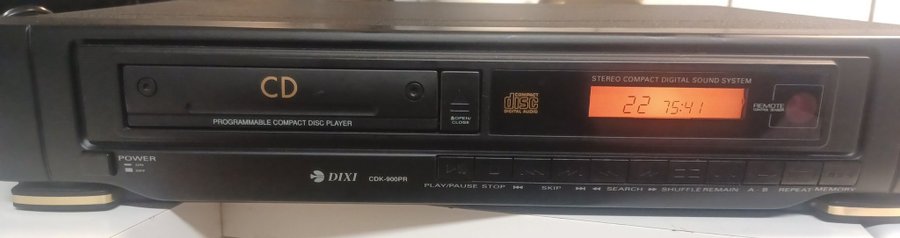 CD
PROGRAMMABLE COMPACT DISC PLAYER
OPEN/
CLOSE
COMPACT
disc
DIGITAL AUDIO
STEREO COMPACT DIGITAL SOUND SYSTEM
22 75:41
REMOTE
POWER
DIXI CDK-900PR
PLAY/PAUSE STOP SKIP SEARCH SHUFFLE REMAIN A - B REPEAT MEMORY